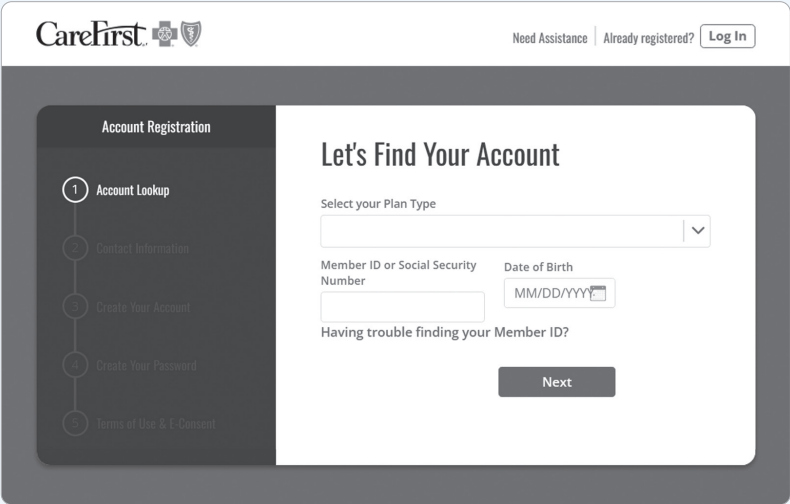 CareFirst.
Need Assistance
Already registered?
Log In
Account Registration
1
Account Lookup
2
Contact Information
3
Create Your Account
4
Create Your Password
5
Terms of Use & E-Consent
Let's Find Your Account
Select your Plan Type
Member ID or Social Security
Number
Date of Birth
MM/DD/YYYY
Having trouble finding your Member ID?
Next